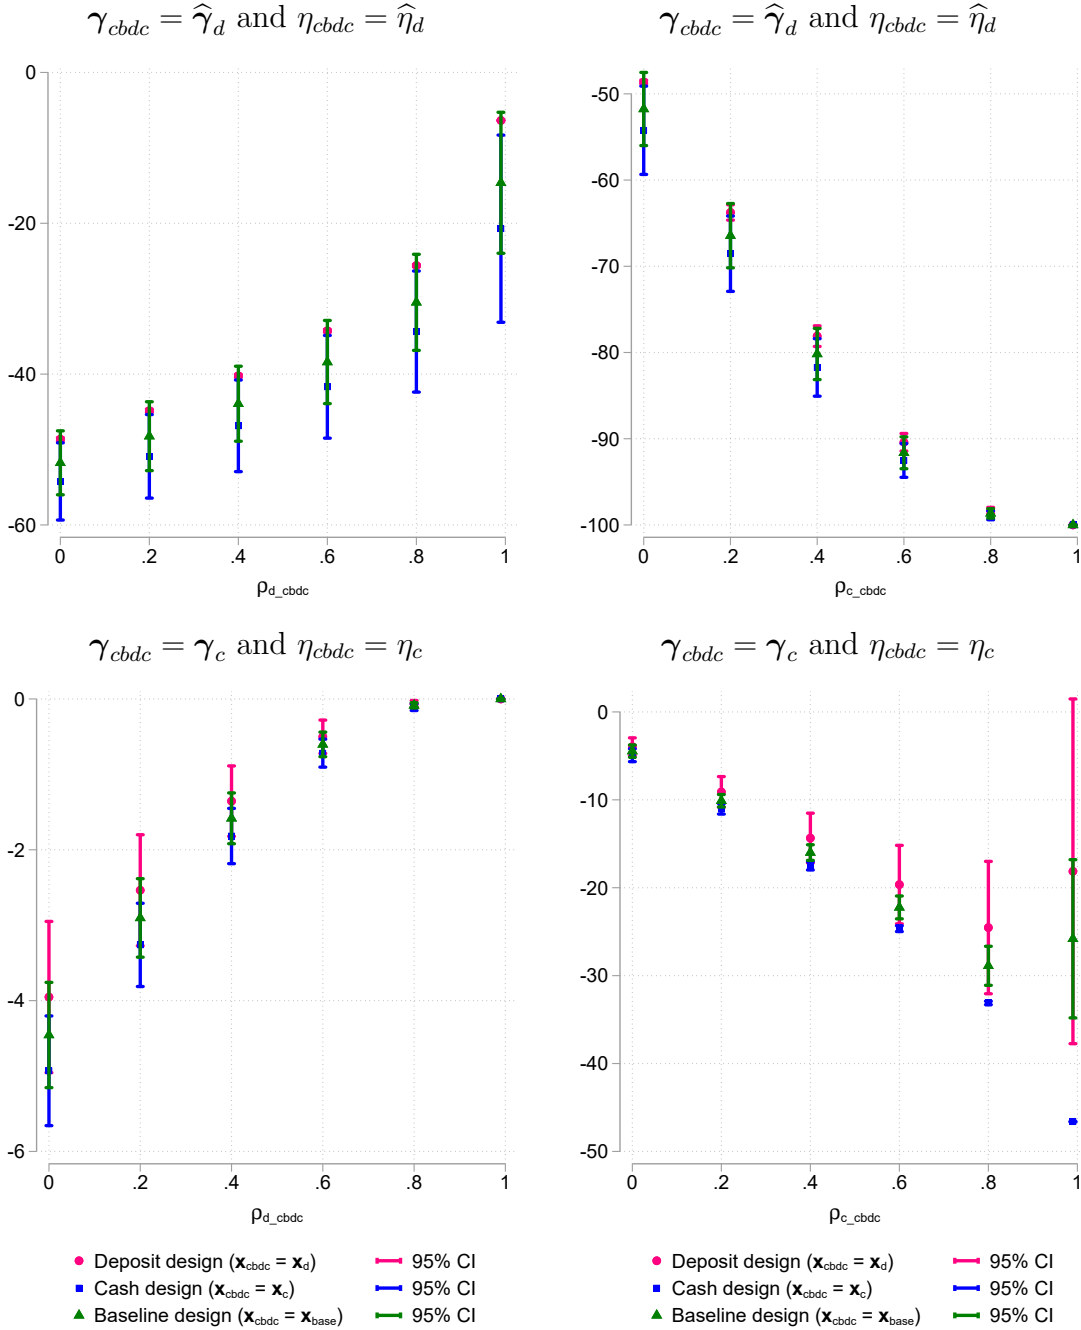 γcbdc = γ̂d and ηcbdc = η̂d
0
-20
-40
-60
0 .2 .4 .6 .8 1
ρd_cbdc
γcbdc = γ̂d and ηcbdc = η̂d
-50
-60
-70
-80
-90
-100
0 .2 .4 .6 .8 1
ρc_cbdc
γcbdc = γc and ηcbdc = ηc
0
-2
-4
-6
0 .2 .4 .6 .8 1
ρd_cbdc
γcbdc = γc and ηcbdc = ηc
0
-10
-20
-30
-40
-50
0 .2 .4 .6 .8 1
ρc_cbdc
Deposit design (xcbdc = xd) 95% CI
Cash design (xcbdc = xc) 95% CI
Baseline design (xcbdc = xbase) 95% CI
Deposit design (xcbdc = xd) 95% CI
Cash design (xcbdc = xc) 95% CI
Baseline design (xcbdc = xbase) 95% CI